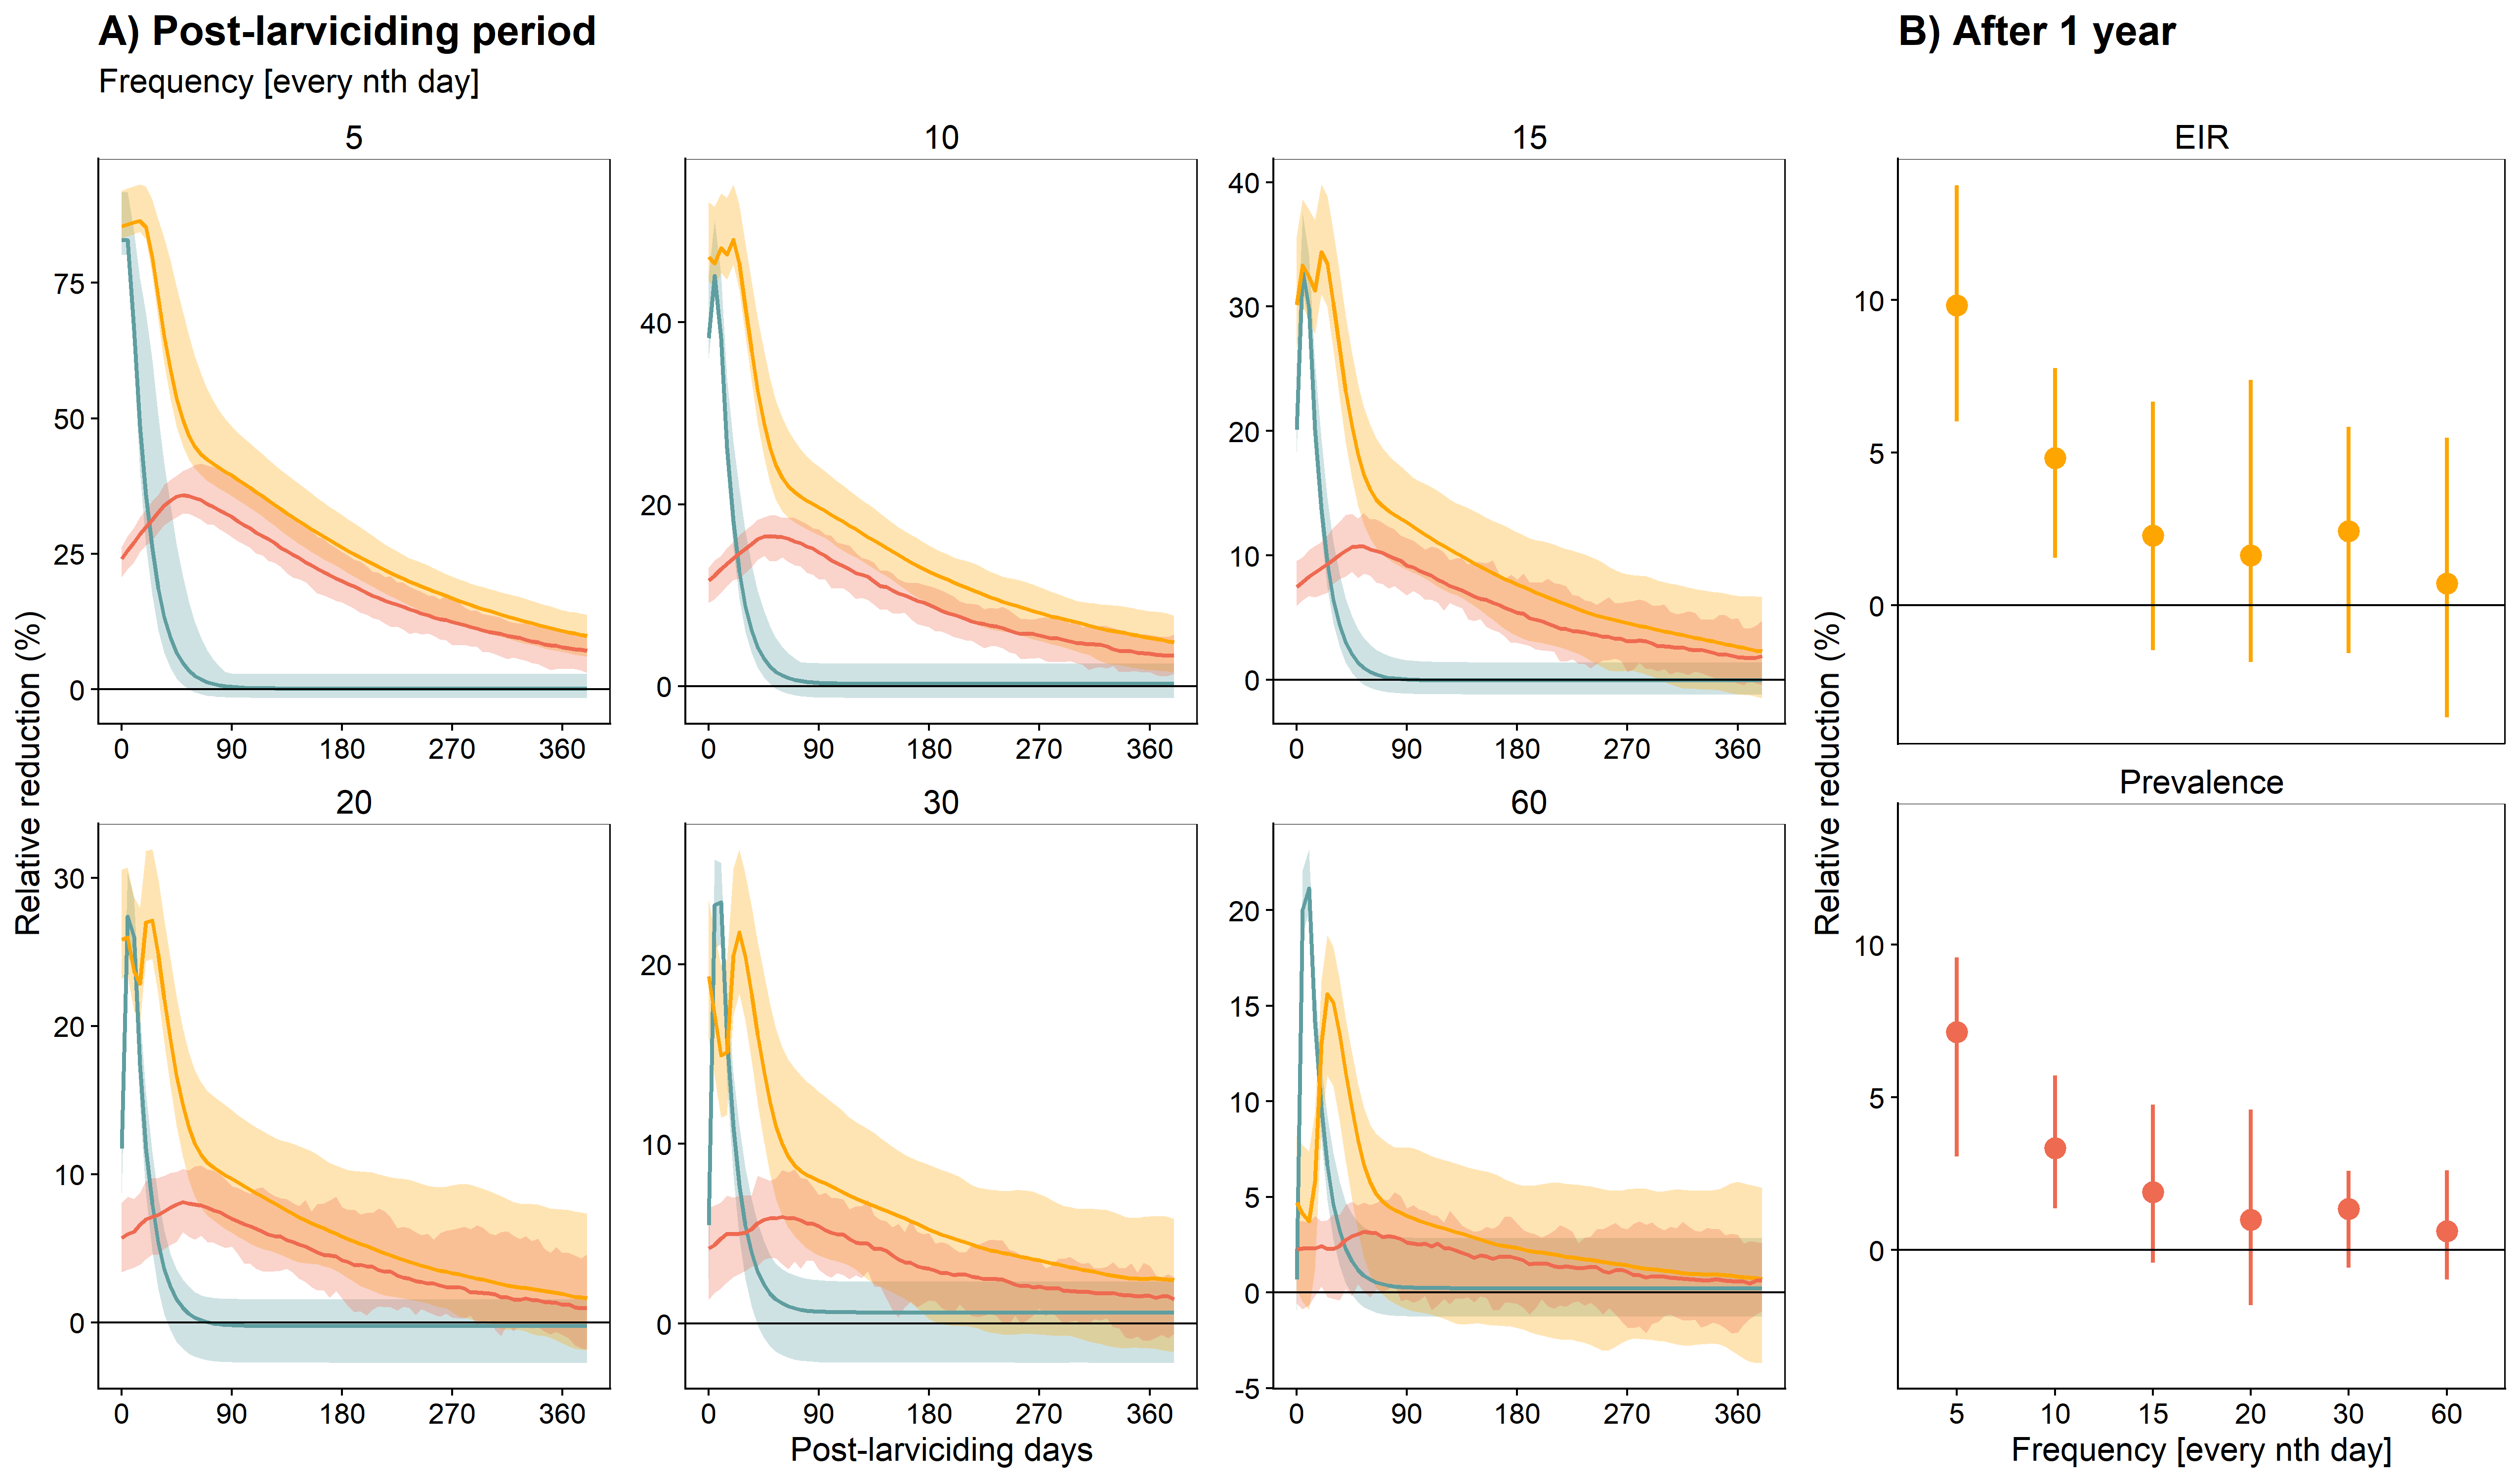 A) Post-larviciding period
Frequency [every nth day]
5
10
15
75
50
25
0
0 90 180 270 360
40
20
0
0 90 180 270 360
40
30
20
10
0
0 90 180 270 360
20
30
60
30
20
10
0
0 90 180 270 360
20
10
0
0 90 180 270 360
20
15
10
5
0
-5
0 90 180 270 360
Relative reduction (%)
Post-larviciding days
B) After 1 year
EIR
10
5
0
Prevalence
10
5
0
5 10 15 20 30 60
Relative reduction (%)
Frequency [every nth day]